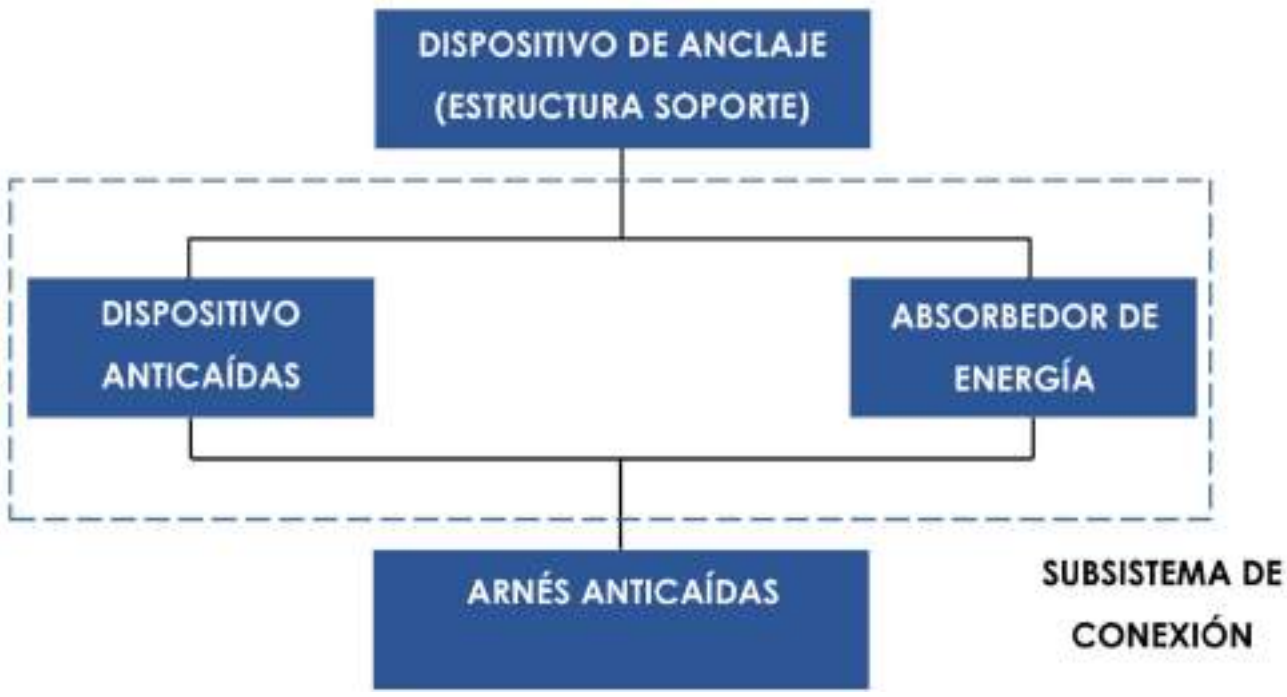 DISPOSITIVO DE ANCLAJE
(ESTRUCTURA SOPORTE)
DISPOSITIVO
ANTICAÍDAS
ABSORBEDOR DE
ENERGÍA
ARNÉS ANTICAÍDAS
SUBSISTEMA DE
CONEXIÓN